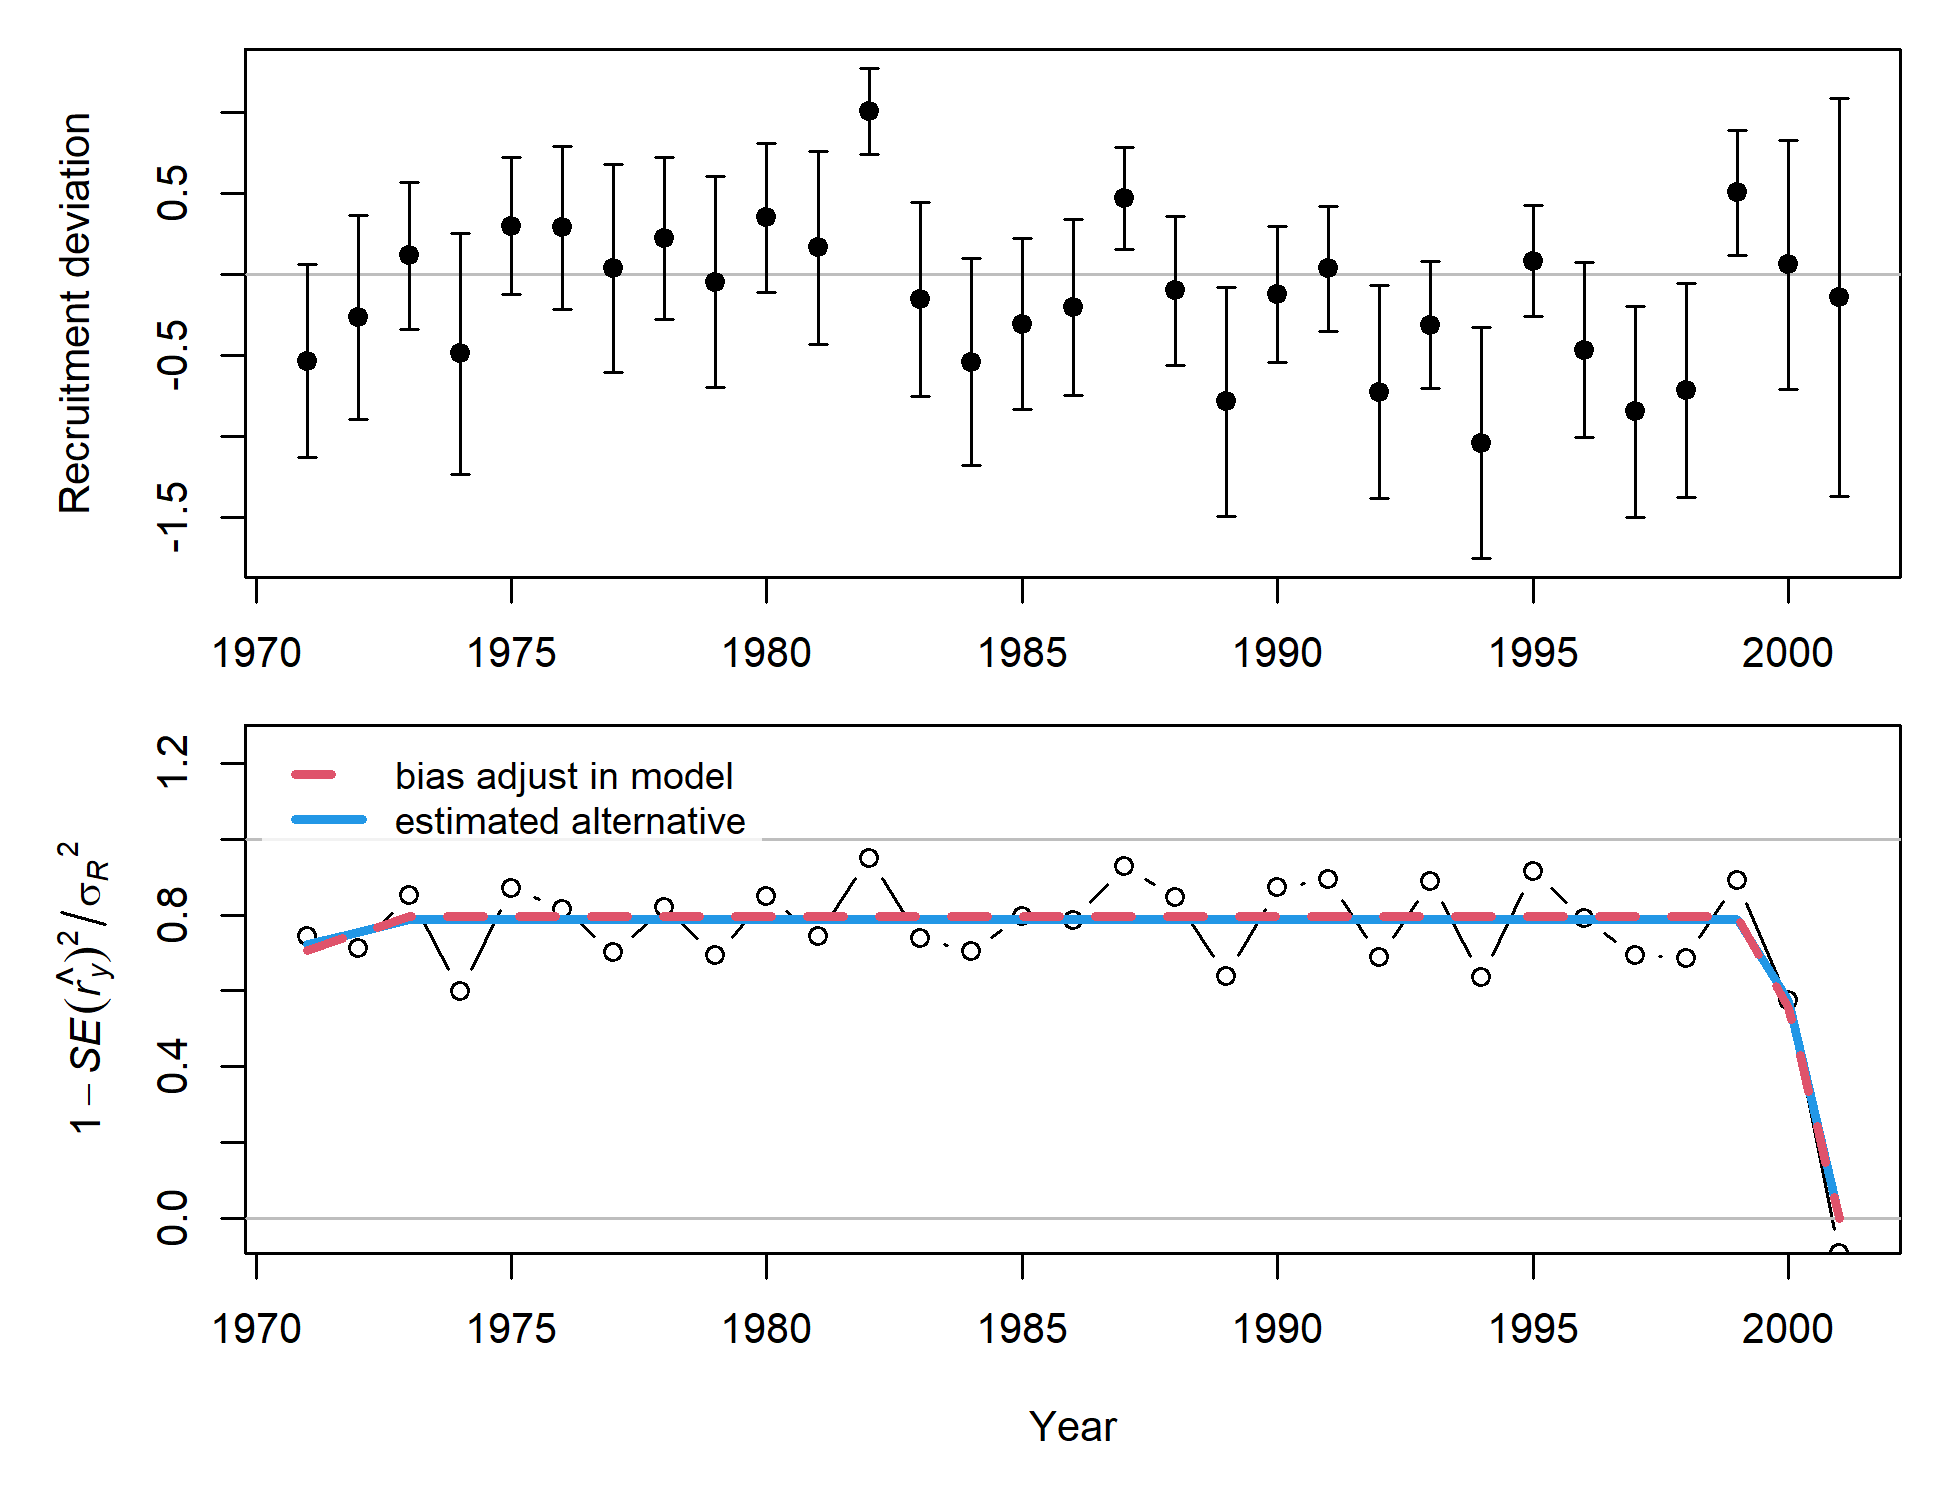 Recruitment deviation
0.5
-0.5
-1.5
1970 1975 1980 1985 1990 1995 2000
bias adjust in model
estimated alternative
1 − SE(r̂y)² / σR²
1.2
0.8
0.4
0.0
1970 1975 1980 1985 1990 1995 2000
Year